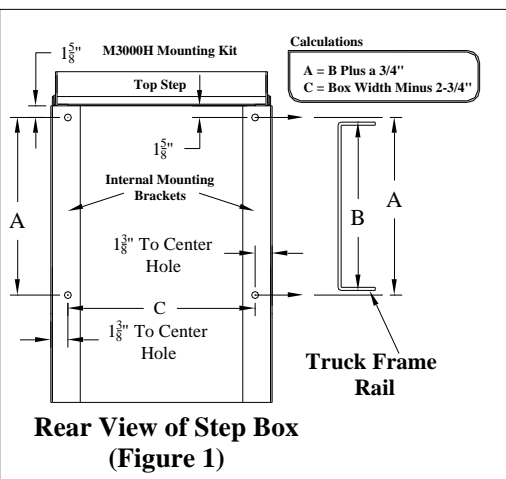 1⅝"
M3000H Mounting Kit
Calculations
A = B Plus a 3/4"
C = Box Width Minus 2-3/4"
Top Step
1⅝"
Internal Mounting
Brackets
A
B
A
1⅜" To Center
Hole
C
1⅜" To Center
Hole
Truck Frame
Rail
Rear View of Step Box
(Figure 1)